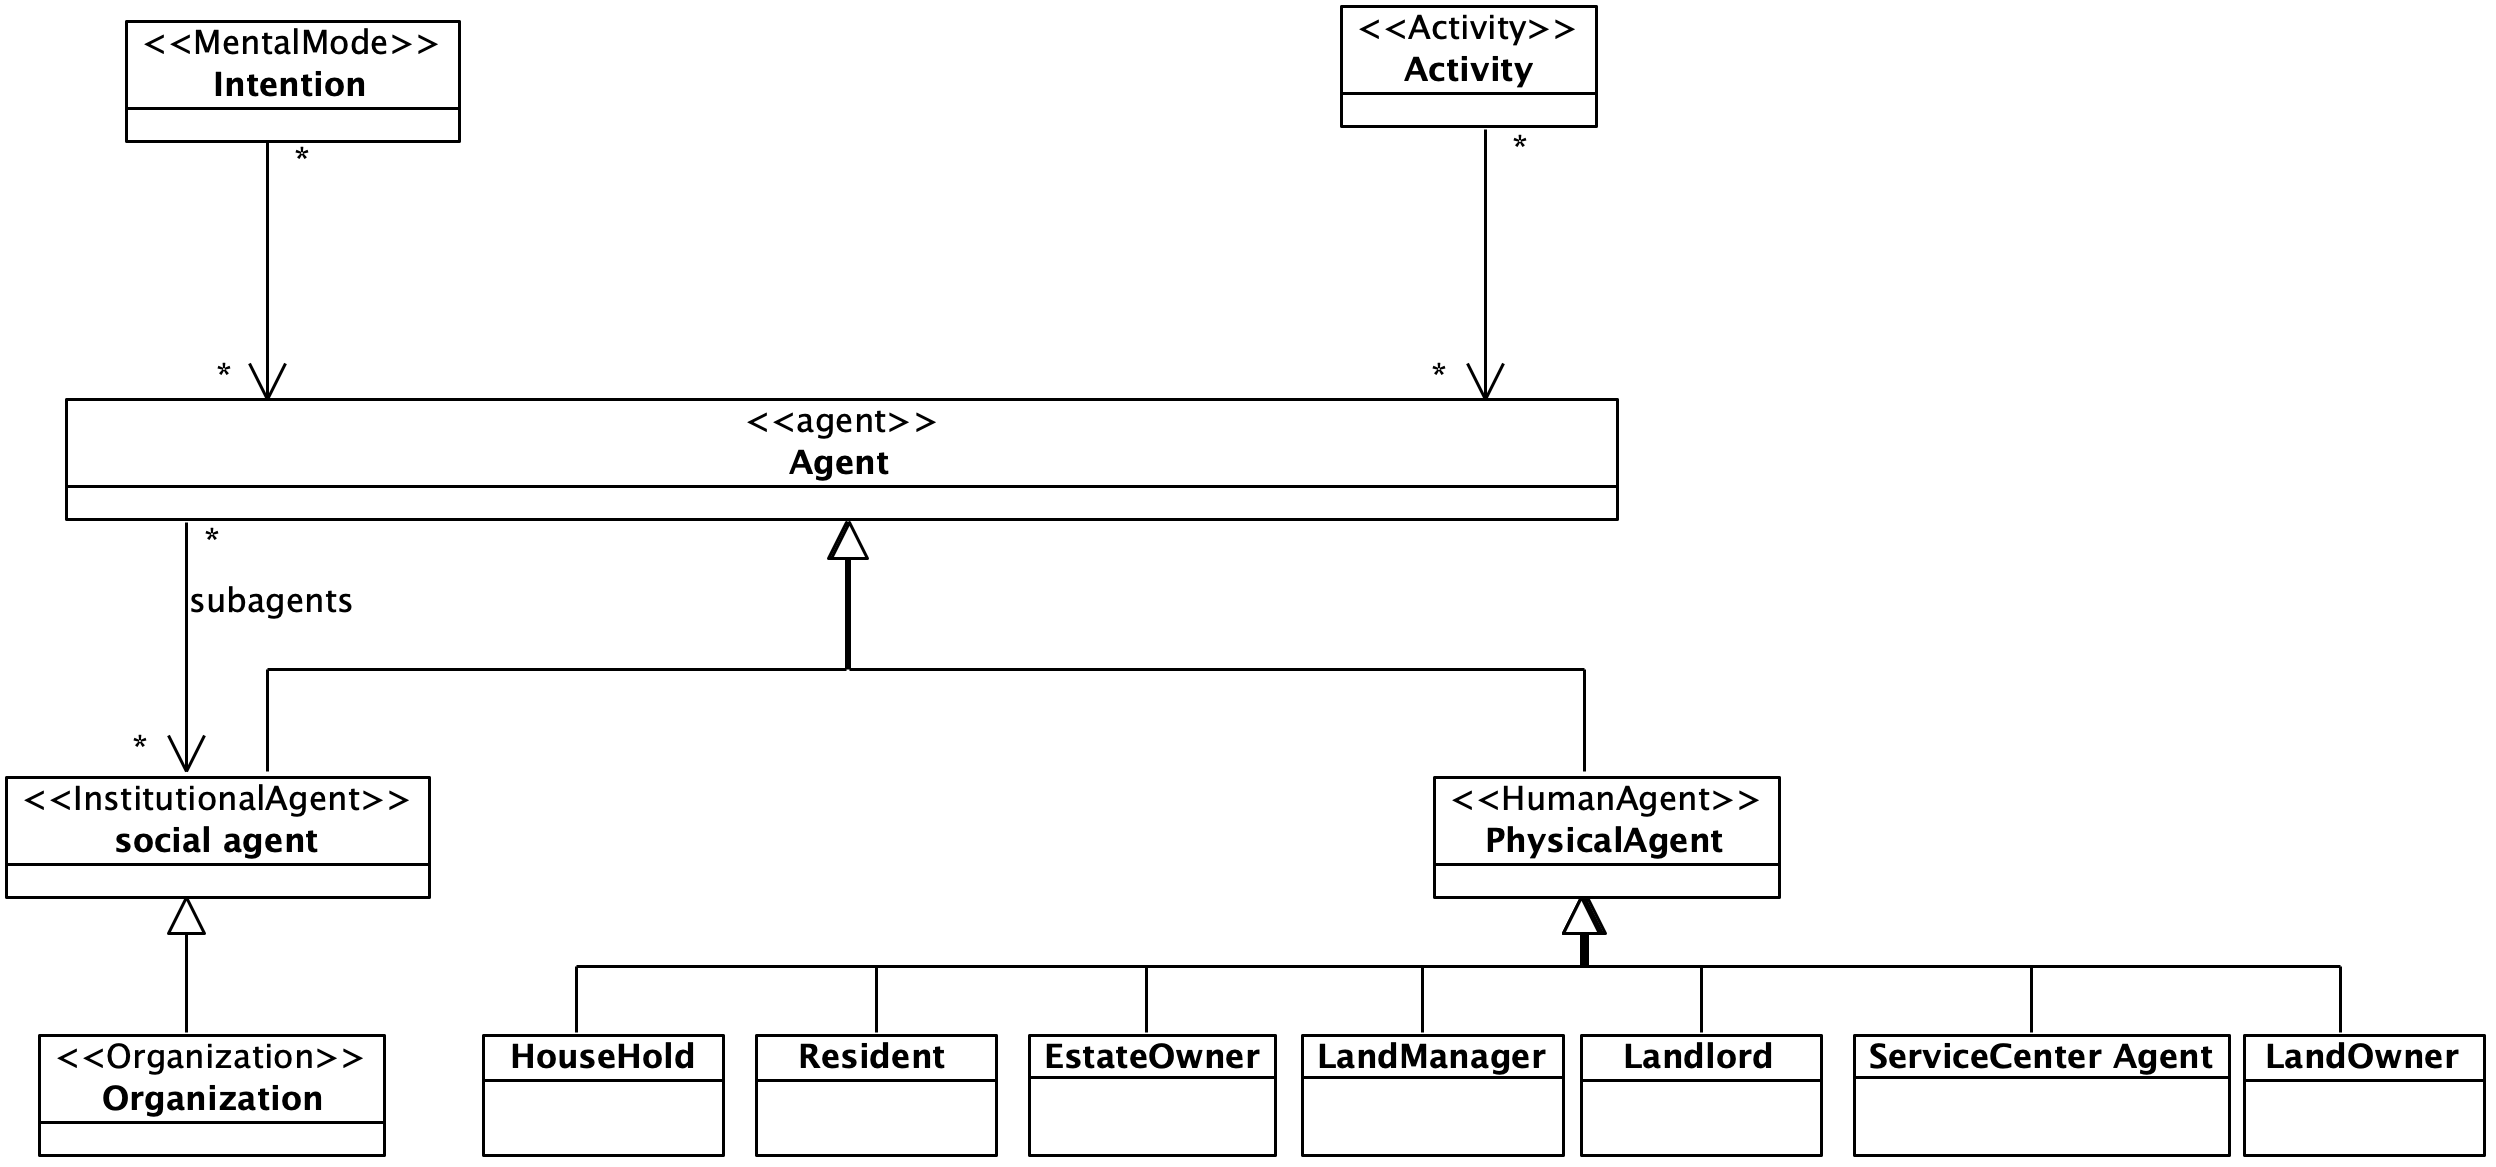 <<MentalMode>>
Intention
<<Activity>>
Activity
*
*
*
*
<<agent>>
Agent
*
subagents
*
<<InstitutionalAgent>>
social agent
<<HumanAgent>>
PhysicalAgent
<<Organization>>
Organization
HouseHold
Resident
EstateOwner
LandManager
Landlord
ServiceCenter Agent
LandOwner